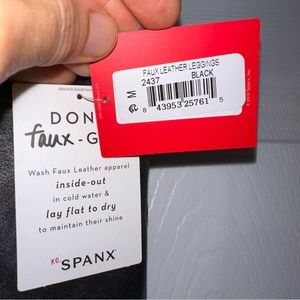 FAUX LEATHER LEGGINGS
2437 BLACK
M
8 43953 25761 5
DON
faux-G
Wash Faux Leather apparel
inside-out
in cold water &
lay flat to dry
to maintain their shine
xo, SPANX